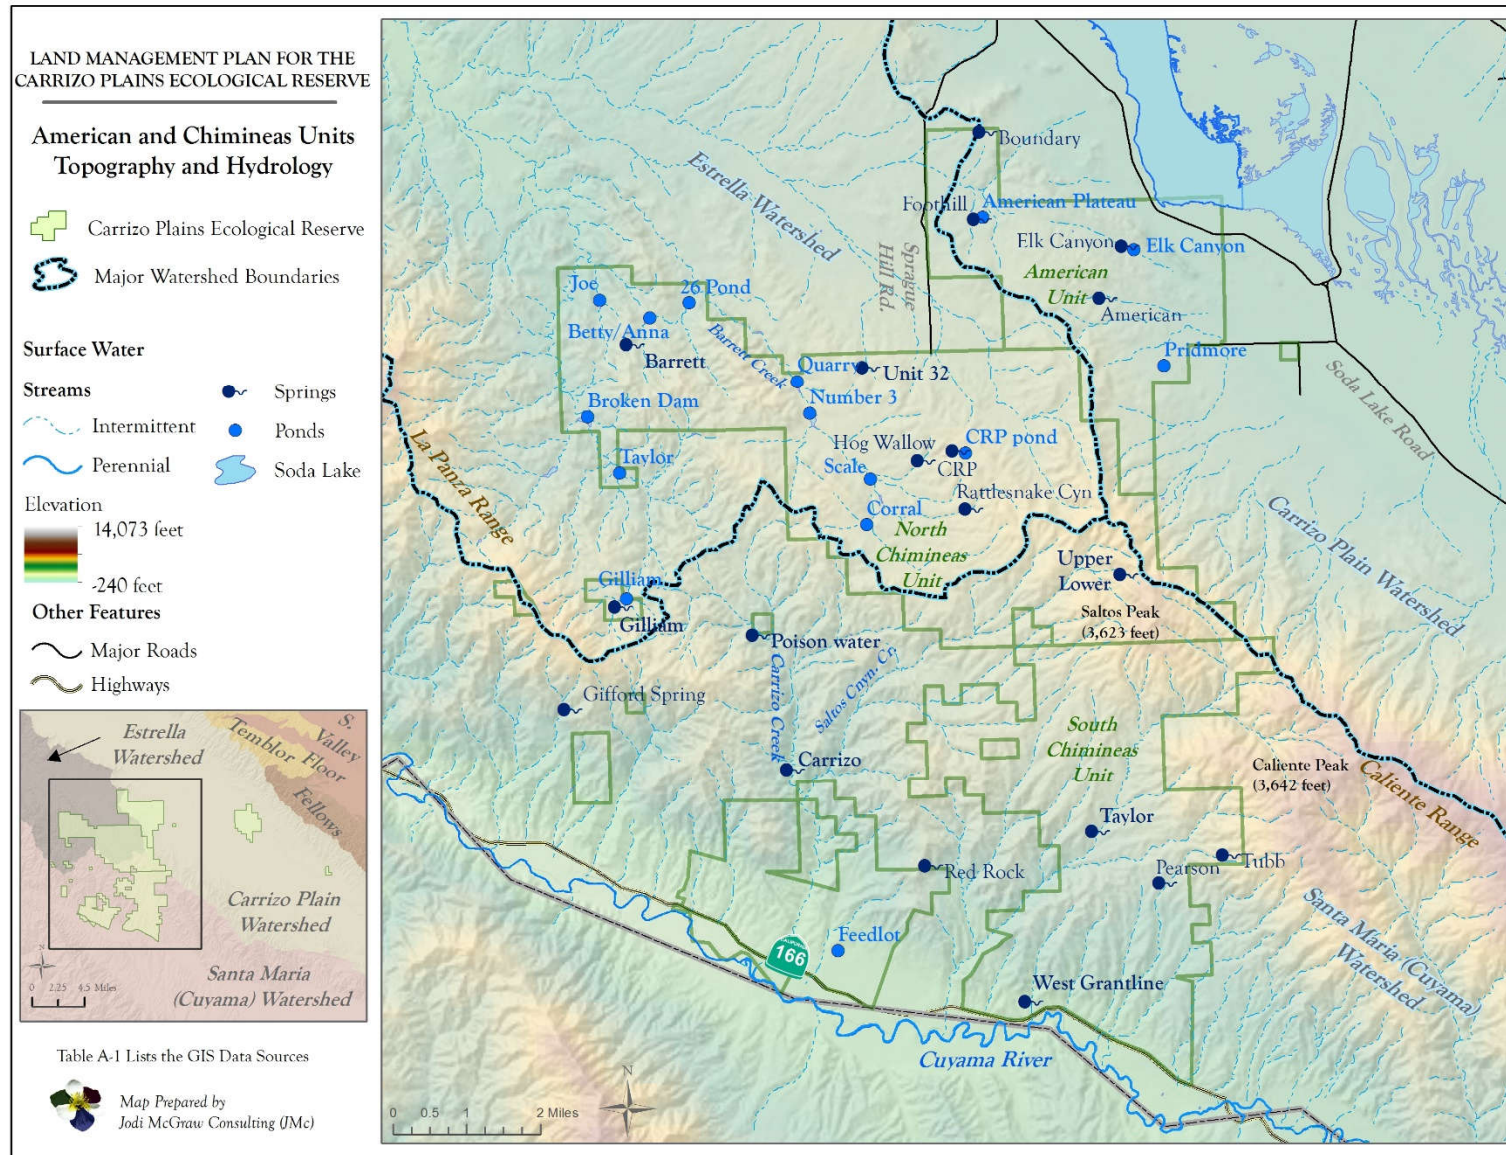 LAND MANAGEMENT PLAN FOR THE
CARRIZO PLAINS ECOLOGICAL RESERVE
American and Chimineas Units
Topography and Hydrology
Carrizo Plains Ecological Reserve
Major Watershed Boundaries
Surface Water
Streams
Springs
Intermittent
Ponds
Perennial
Soda Lake
Elevation
14,073 feet
-240 feet
Other Features
Major Roads
Highways
Estrella
Watershed
S. Valley
Floor
Temblor
Fellows
Carrizo Plain
Watershed
Santa Maria
(Cuyama) Watershed
N
0 2.25 4.5 Miles
Table A-1 Lists the GIS Data Sources
Map Prepared by
Jodi McGraw Consulting (JMc)
Boundary
Estrella Watershed
Foothill
American Plateau
Elk Canyon
Elk Canyon
Sprague
Hill Rd.
American
Unit
American
Joe
26 Pond
Betty/Anna
Barrett
Barrett Creek
Quarry
Unit 32
Pridmore
Soda Lake Road
Broken Dam
Number 3
Taylor
La Panza Range
Hog Wallow
CRP pond
CRP
Scale
Rattlesnake Cyn
Corral
North
Chimineas
Unit
Carrizo Plain Watershed
Upper
Lower
Saltos Peak
(3,623 feet)
Gilliam
Gilliam
Poison water
Carrizo Creek
Saltos Cnyn. Cr.
Gifford Spring
South
Chimineas
Unit
Carrizo
Caliente Peak
(3,642 feet)
Caliente Range
Taylor
Tubb
Pearson
Red Rock
Santa Maria (Cuyama)
Watershed
Feedlot
CALIFORNIA
166
West Grantline
Cuyama River
N
0 0.5 1 2 Miles